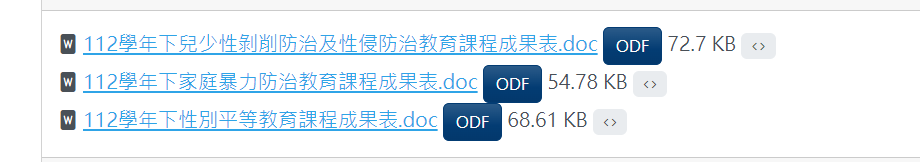 W 112學年下兒少性剝削防治及性侵防治教育課程成果表.doc ODF 72.7 KB <>
W 112學年下家庭暴力防治教育課程成果表.doc ODF 54.78 KB <>
W 112學年下性別平等教育課程成果表.doc ODF 68.61 KB <>